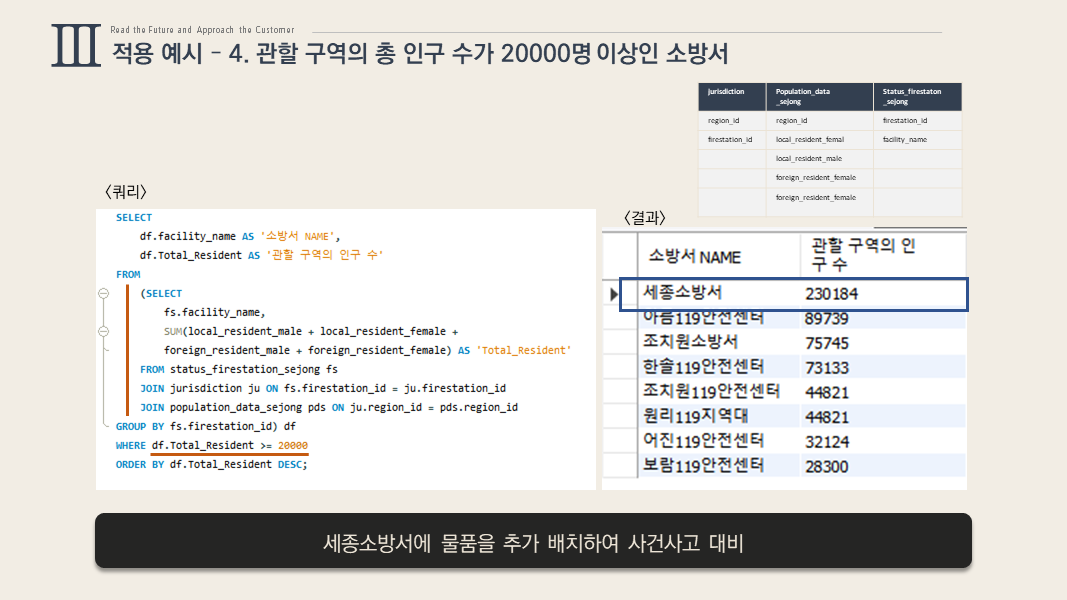 III
Read the Future and Approach the Customer
적용 예시 - 4. 관할 구역의 총 인구 수가 20000명 이상인 소방서
jurisdiction
Population_data
_sejong
Status_firestaton
_sejong
region_id
region_id
firestation_id
firestation_id
local_resident_femal
facility_name
local_resident_male
foreign_resident_female
foreign_resident_female
〈쿼리〉
SELECT
df.facility_name AS '소방서 NAME',
df.Total_Resident AS '관할 구역의 인구 수'
FROM
(SELECT
fs.facility_name,
SUM(local_resident_male + local_resident_female +
foreign_resident_male + foreign_resident_female) AS 'Total_Resident'
FROM status_firestation_sejong fs
JOIN jurisdiction ju ON fs.firestation_id = ju.firestation_id
JOIN population_data_sejong pds ON ju.region_id = pds.region_id
GROUP BY fs.firestation_id) df
WHERE df.Total_Resident >= 20000
ORDER BY df.Total_Resident DESC;
〈결과〉
소방서 NAME
관할 구역의 인
구 수
세종소방서 230184
아름119안전센터 89739
조치원소방서 75745
한솔119안전센터 73133
조치원119안전센터 44821
원리119지역대 44821
어진119안전센터 32124
보람119안전센터 28300
세종소방서에 물품을 추가 배치하여 사건사고 대비